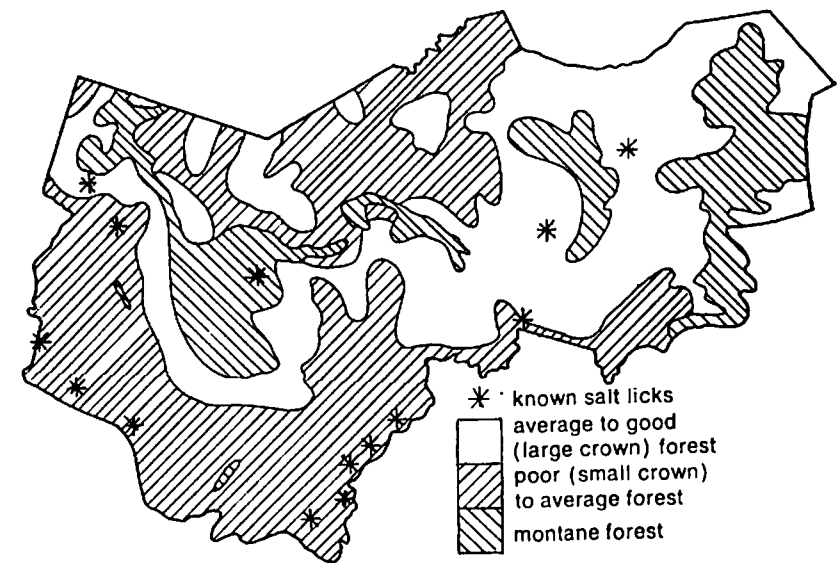 known salt licks
average to good
(large crown) forest
poor (small crown)
to average forest
montane forest